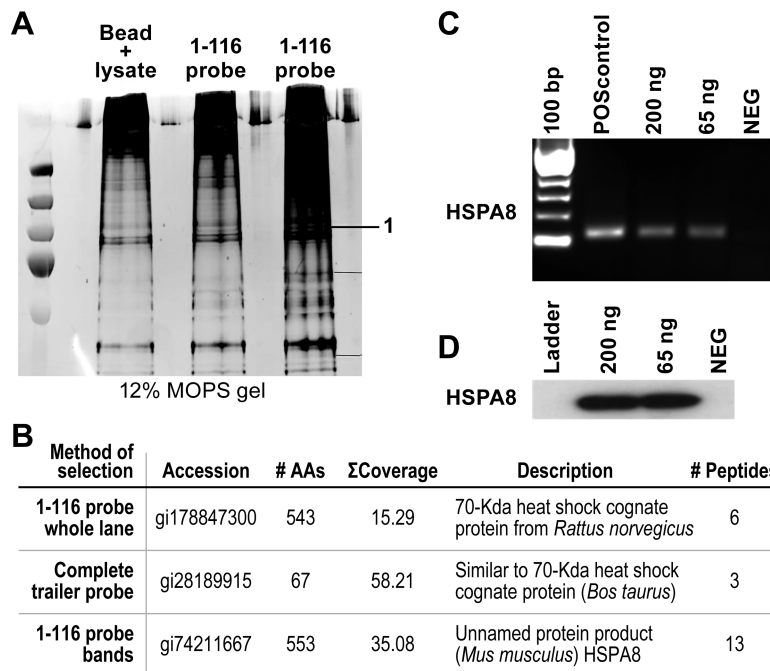 A
Bead
+
lysate
1-116
probe
1-116
probe
1
12% MOPS gel
C
100 bp
POScontrol
200 ng
65 ng
NEG
HSPA8
D
Ladder
200 ng
65 ng
NEG
HSPA8
B
Method of
selection
Accession
# AAs
ΣCoverage
Description
# Peptides
1-116 probe
whole lane
gi178847300
543
15.29
70-Kda heat shock cognate
protein from Rattus norvegicus
6
Complete
trailer probe
gi28189915
67
58.21
Similar to 70-Kda heat shock
cognate protein (Bos taurus)
3
1-116 probe
bands
gi74211667
553
35.08
Unnamed protein product
(Mus musculus) HSPA8
13